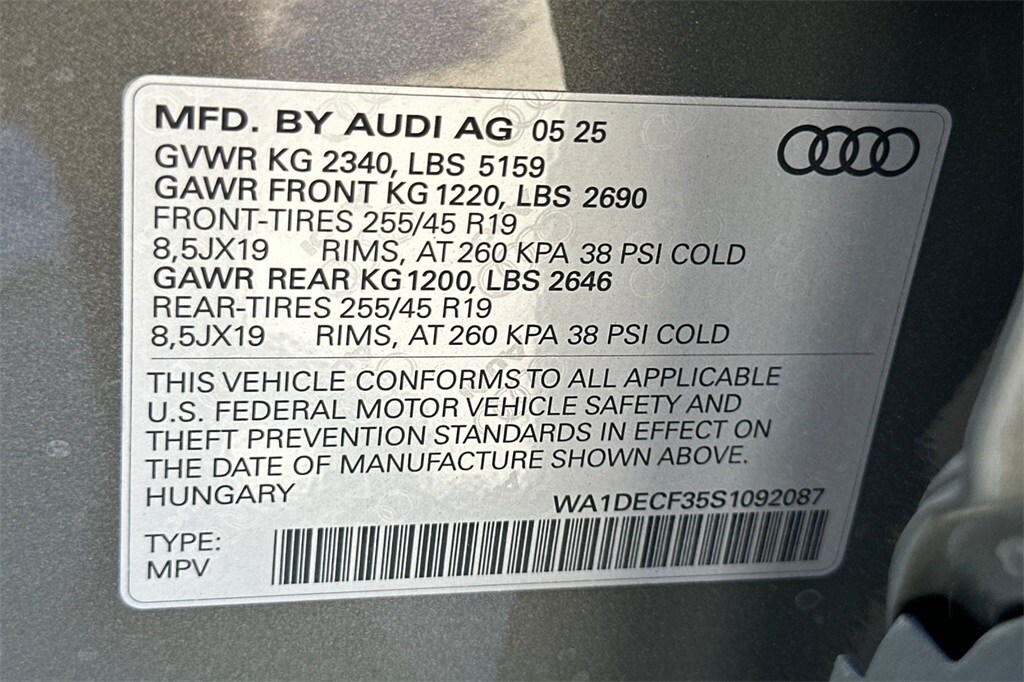 MFD. BY AUDI AG 05 25
GVWR KG 2340, LBS 5159
GAWR FRONT KG 1220, LBS 2690
FRONT-TIRES 255/45 R19
8,5JX19 RIMS, AT 260 KPA 38 PSI COLD
GAWR REAR KG 1200, LBS 2646
REAR-TIRES 255/45 R19
8,5JX19 RIMS, AT 260 KPA 38 PSI COLD
THIS VEHICLE CONFORMS TO ALL APPLICABLE
U.S. FEDERAL MOTOR VEHICLE SAFETY AND
THEFT PREVENTION STANDARDS IN EFFECT ON
THE DATE OF MANUFACTURE SHOWN ABOVE.
HUNGARY WA1DECF35S1092087
TYPE:
MPV